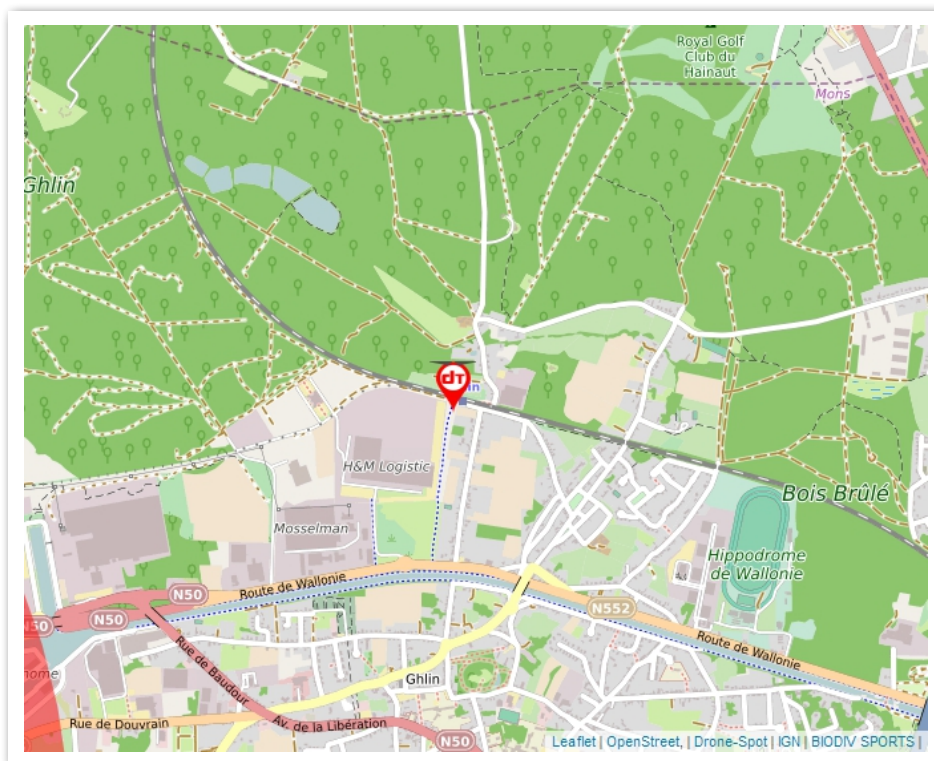 Royal Golf
Club du
Hainaut
Mons
Ghlin
dT
H&M Logistic
Bois Brûlé
Mosselman
Hippodrome
de Wallonie
Route de Wallonie
N50
N50
N50
N552
Route de Wallonie
Rue de Baudour
Ghlin
Rue de Douvrain
Av. de la Libération
N50
Leaflet | OpenStreet, | Drone-Spot | IGN | BIODIV SPORTS |